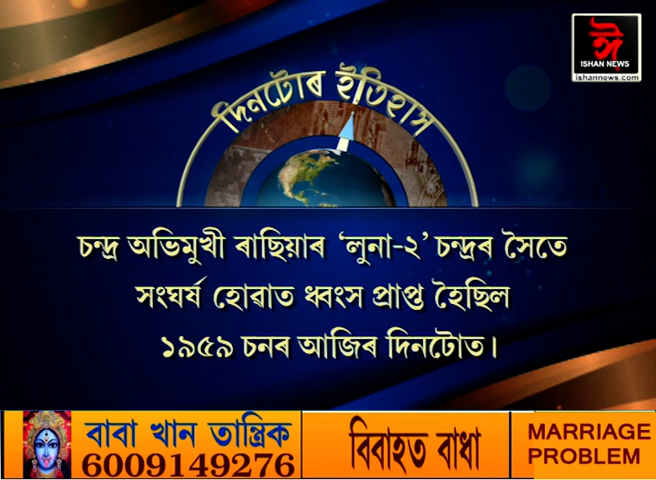 ঈ
ISHAN NEWS
ishannews.com
দিনটোৰ ইতিহাস
চন্দ্ৰ অভিমুখী ৰাছিয়াৰ ‘লুনা-২’ চন্দ্ৰৰ সৈতে
সংঘৰ্ষ হোৱাত ধ্বংস প্ৰাপ্ত হৈছিল
১৯৫৯ চনৰ আজিৰ দিনটোত।
বাবা খান তান্ত্ৰিক
6009149276
বিবাহত বাধা
MARRIAGE
PROBLEM